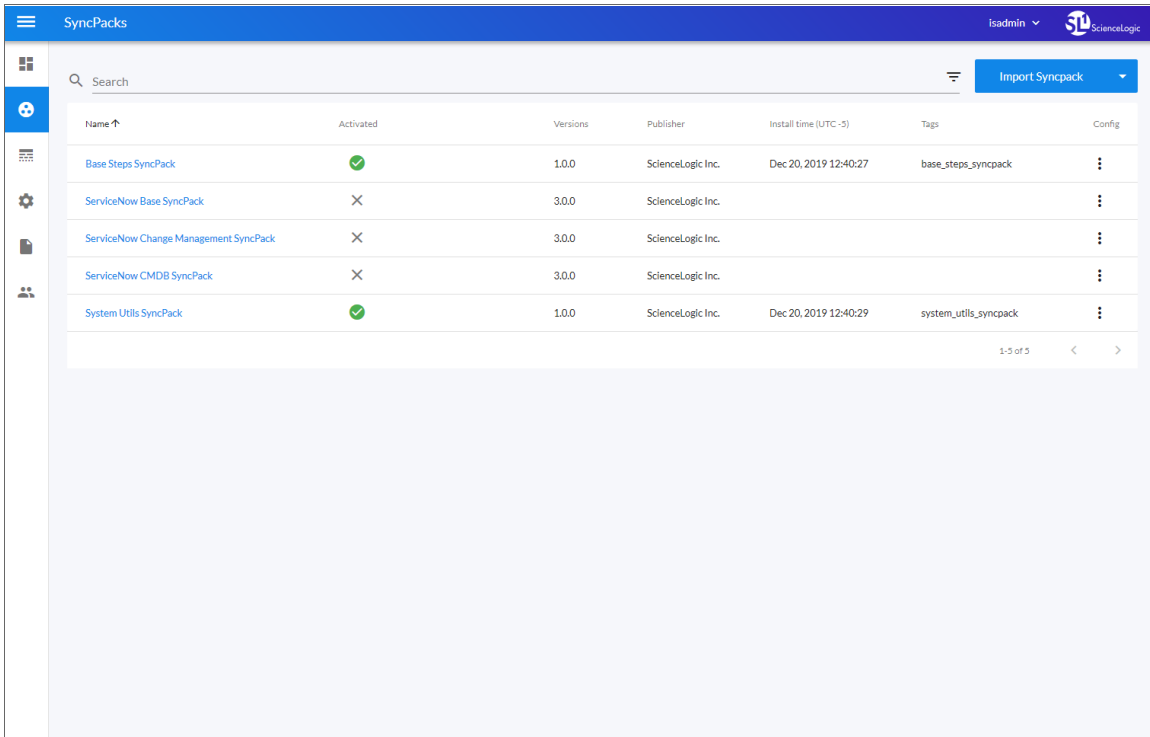 SyncPacks isadmin SL1 ScienceLogic
Search Import Syncpack
Name Activated Versions Publisher Install time (UTC -5) Tags Config
Base Steps SyncPack 1.0.0 ScienceLogic Inc. Dec 20, 2019 12:40:27 base_steps_syncpack
ServiceNow Base SyncPack 3.0.0 ScienceLogic Inc.
ServiceNow Change Management SyncPack 3.0.0 ScienceLogic Inc.
ServiceNow CMDB SyncPack 3.0.0 ScienceLogic Inc.
System Utils SyncPack 1.0.0 ScienceLogic Inc. Dec 20, 2019 12:40:29 system_utils_syncpack
1-5 of 5